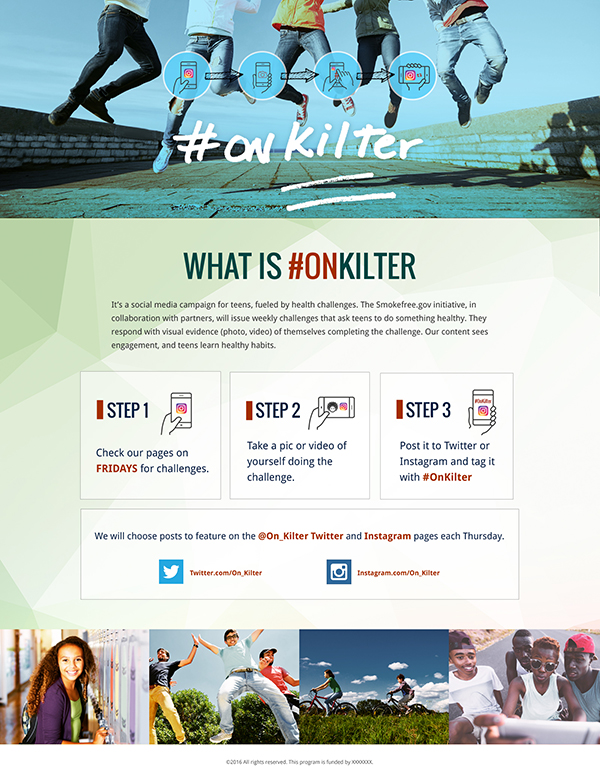 #onkilter
WHAT IS #ONKILTER
It's a social media campaign for teens, fueled by health challenges. The Smokefree.gov initiative, in
collaboration with partners, will issue weekly challenges that ask teens to do something healthy. They
respond with visual evidence (photo, video) of themselves completing the challenge. Our content sees
engagement, and teens learn healthy habits.
STEP 1
Check our pages on
FRIDAYS for challenges.
STEP 2
Take a pic or video of
yourself doing the
challenge.
STEP 3
#OnKilter
Post it to Twitter or
Instagram and tag it
with #OnKilter
We will choose posts to feature on the @On_Kilter Twitter and Instagram pages each Thursday.
Twitter.com/On_Kilter
Instagram.com/On_Kilter
©2016 All rights reserved. This program is funded by XXXXXXX.